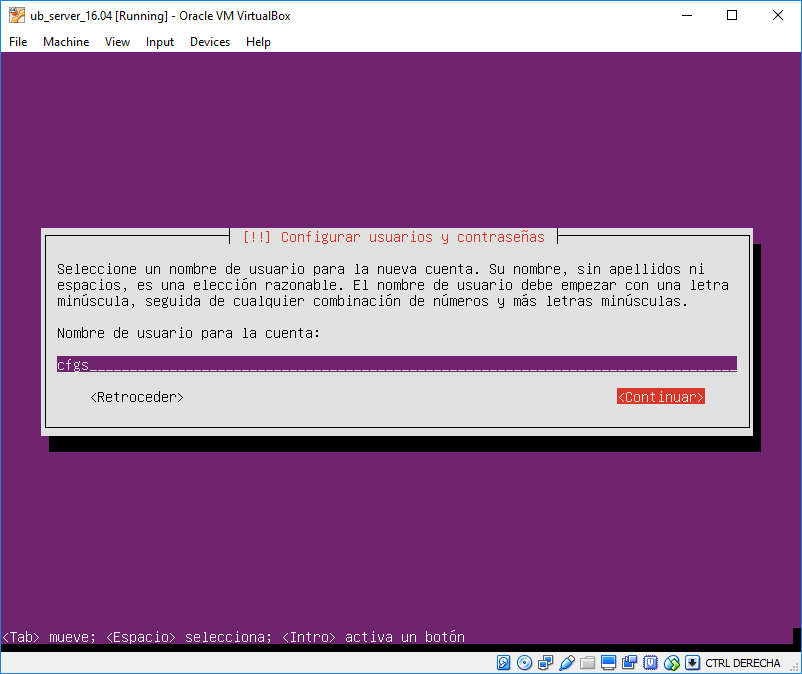 ub_server_16.04 [Running] - Oracle VM VirtualBox
File Machine View Input Devices Help
[!!] Configurar usuarios y contraseñas
Seleccione un nombre de usuario para la nueva cuenta. Su nombre, sin apellidos ni
espacios, es una elección razonable. El nombre de usuario debe empezar con una letra
minúscula, seguida de cualquier combinación de números y más letras minúsculas.
Nombre de usuario para la cuenta:
cfgs
<Retroceder> <Continuar>
<Tab> mueve; <Espacio> selecciona; <Intro> activa un botón
CTRL DERECHA